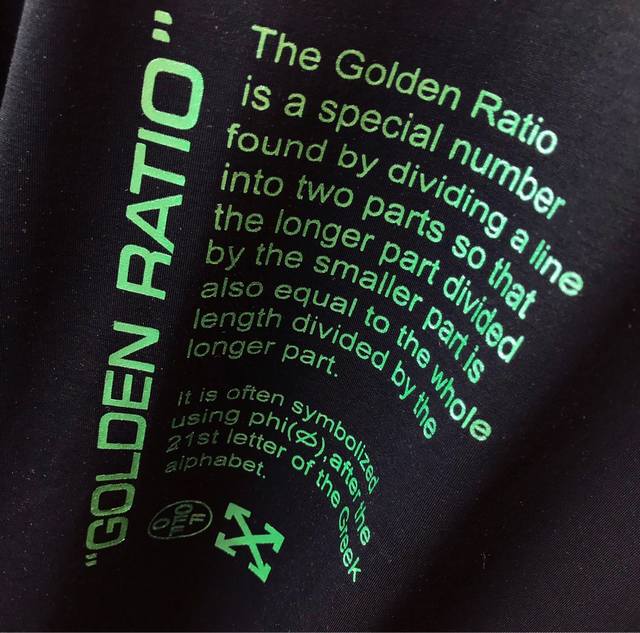 "GOLDEN RATIO"
The Golden Ratio
is a special number
found by dividing a line
into two parts so that
the longer part divided
by the smaller part is
also equal to the whole
length divided by the
longer part.
It is often symbolized
using phi(Ø),after the
21st letter of the Greek
alphabet.
OFF